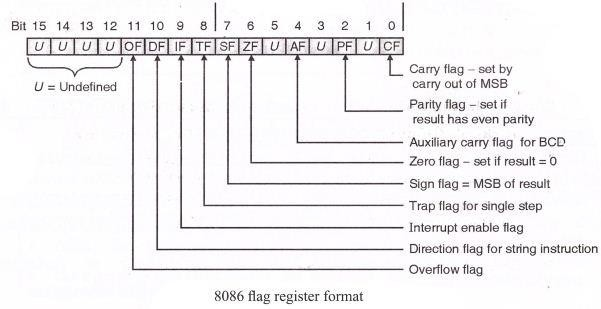 Bit 15 14 13 12 11 10 9 8 7 6 5 4 3 2 1 0
U U U U OF DF IF TF SF ZF U AF U PF U CF
U = Undefined
Carry flag – set by
carry out of MSB
Parity flag – set if
result has even parity
Auxiliary carry flag for BCD
Zero flag – set if result = 0
Sign flag = MSB of result
Trap flag for single step
Interrupt enable flag
Direction flag for string instruction
Overflow flag
8086 flag register format